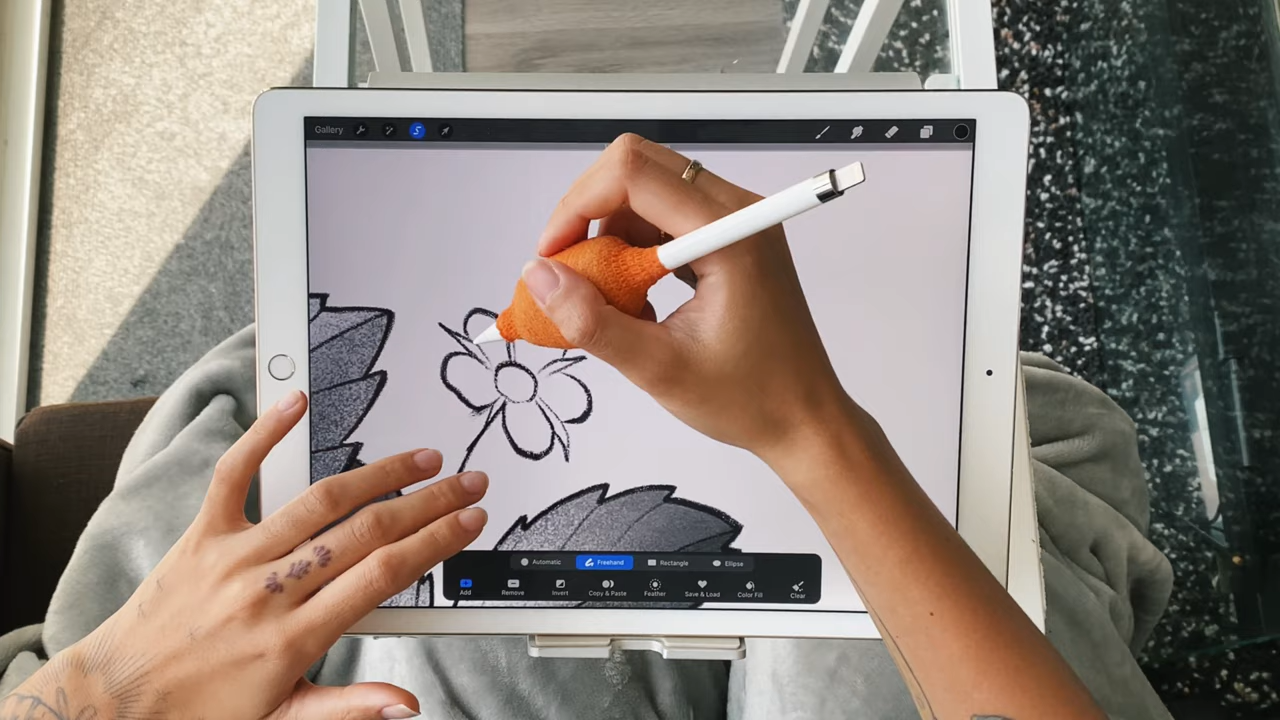 Gallery
Automatic Freehand Rectangle Ellipse
Add Remove Invert Copy & Paste Feather Save & Load Color Fill Clear